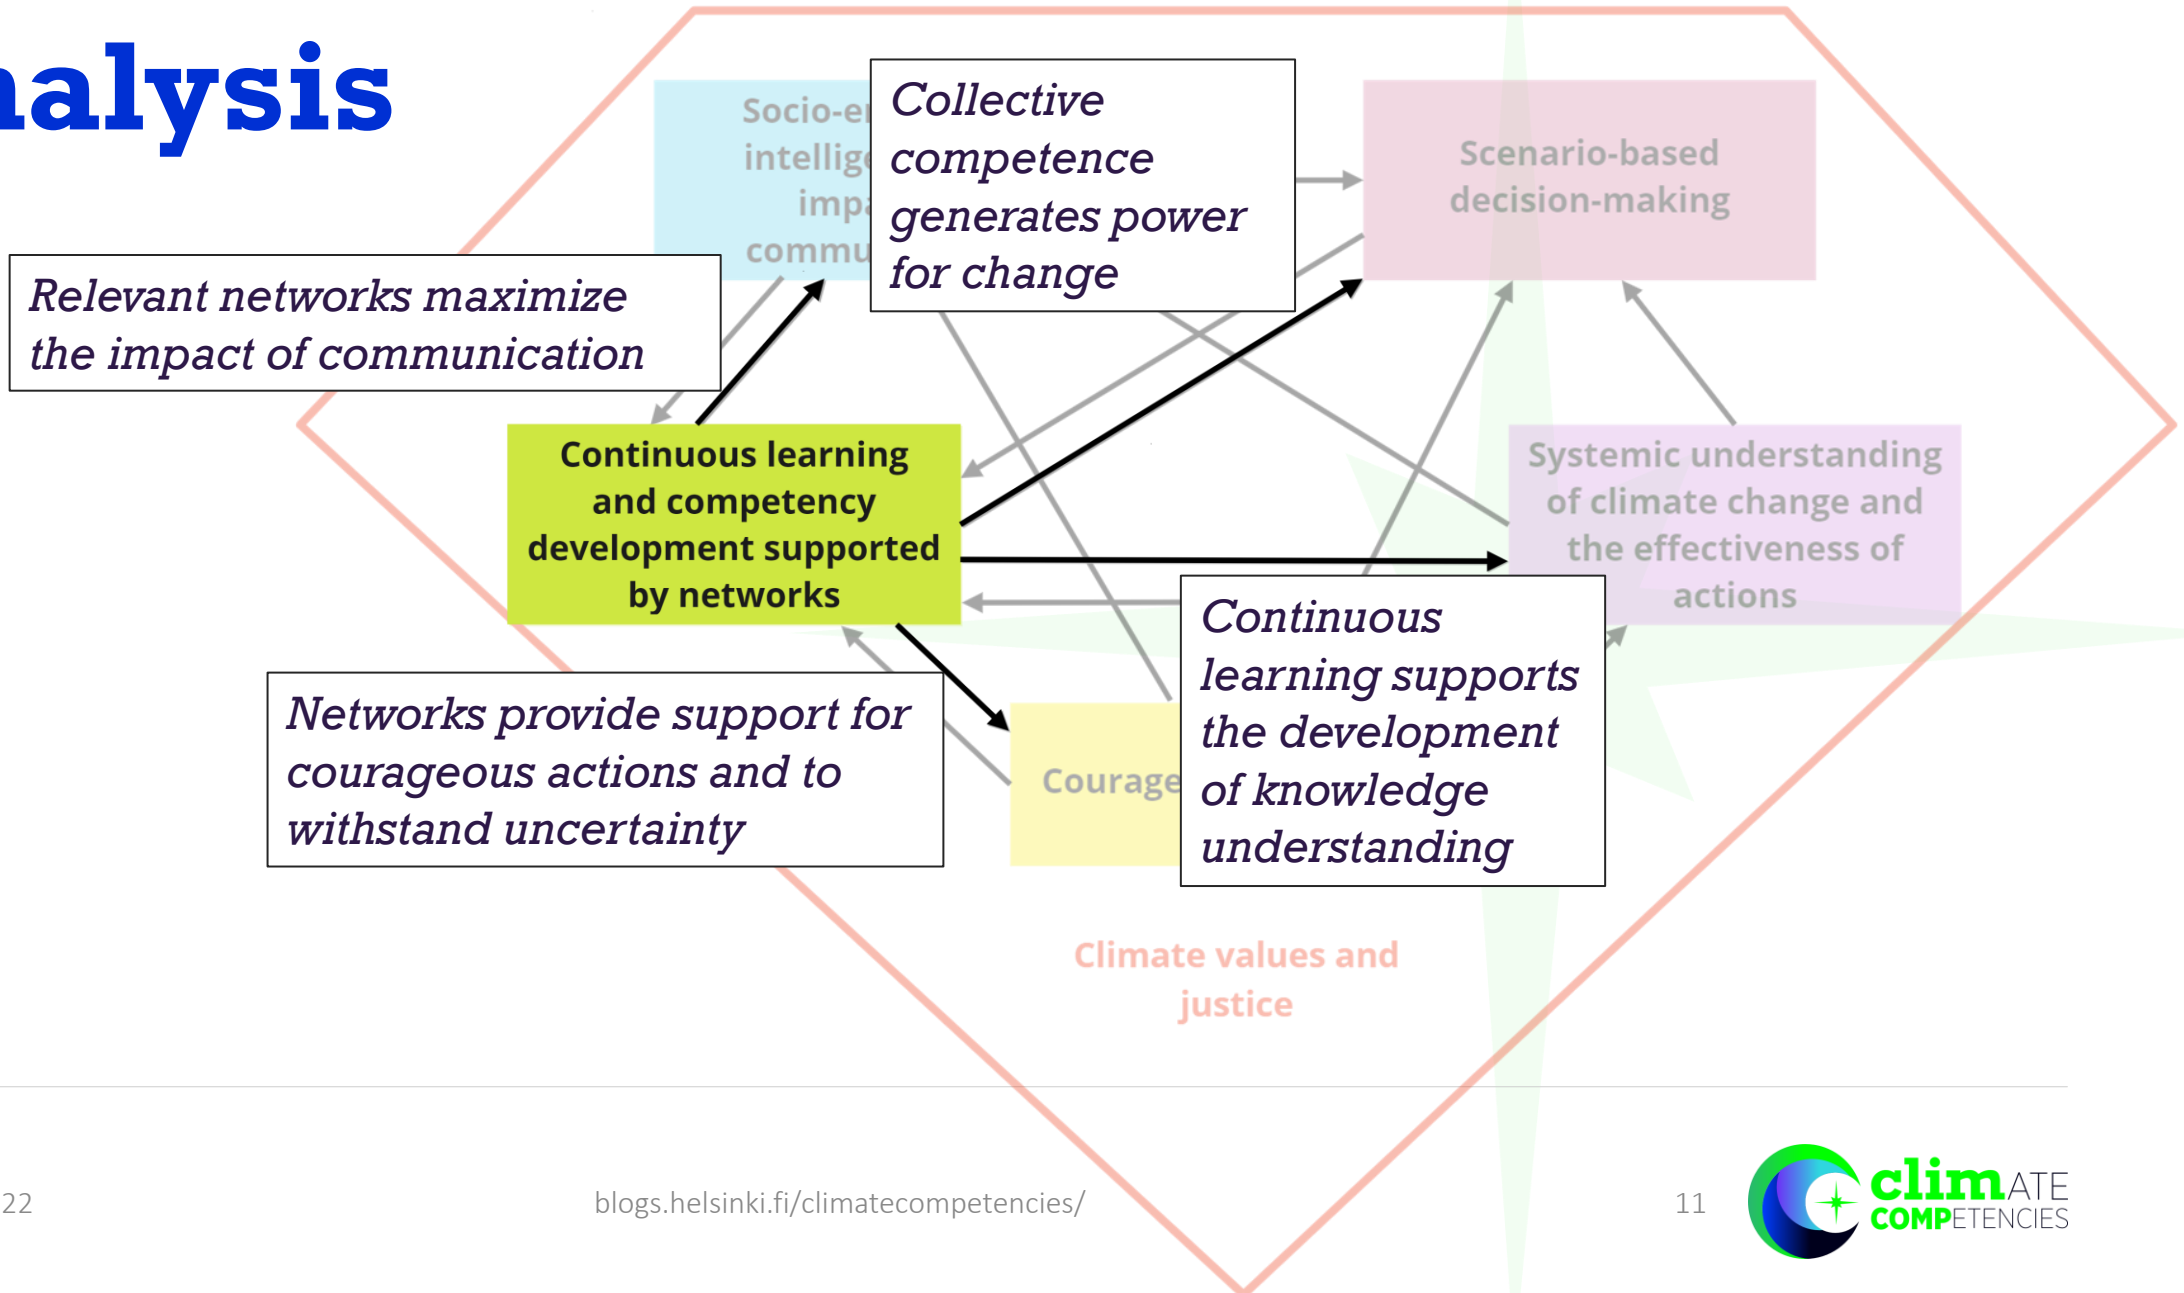 nalysis
Socio-e
intellige
impa
commu
Collective
competence
generates power
for change
Scenario-based
decision-making
Relevant networks maximize
the impact of communication
Continuous learning
and competency
development supported
by networks
Systemic understanding
of climate change and
the effectiveness of
actions
Networks provide support for
courageous actions and to
withstand uncertainty
Courage
Continuous
learning supports
the development
of knowledge
understanding
Climate values and
justice
22
blogs.helsinki.fi/climatecompetencies/
11
climATE
COMPETENCIES